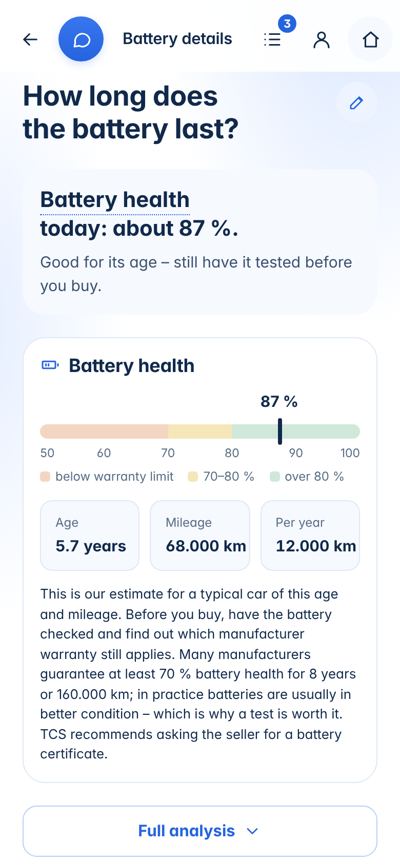 Battery details
3
How long does
the battery last?
Battery health
today: about 87 %.
Good for its age – still have it tested before
you buy.
Battery health
87 %
50 60 70 80 90 100
below warranty limit 70–80 % over 80 %
Age Mileage Per year
5.7 years 68.000 km 12.000 km
This is our estimate for a typical car of this age
and mileage. Before you buy, have the battery
checked and find out which manufacturer
warranty still applies. Many manufacturers
guarantee at least 70 % battery health for 8 years
or 160.000 km; in practice batteries are usually in
better condition – which is why a test is worth it.
TCS recommends asking the seller for a battery
certificate.
Full analysis